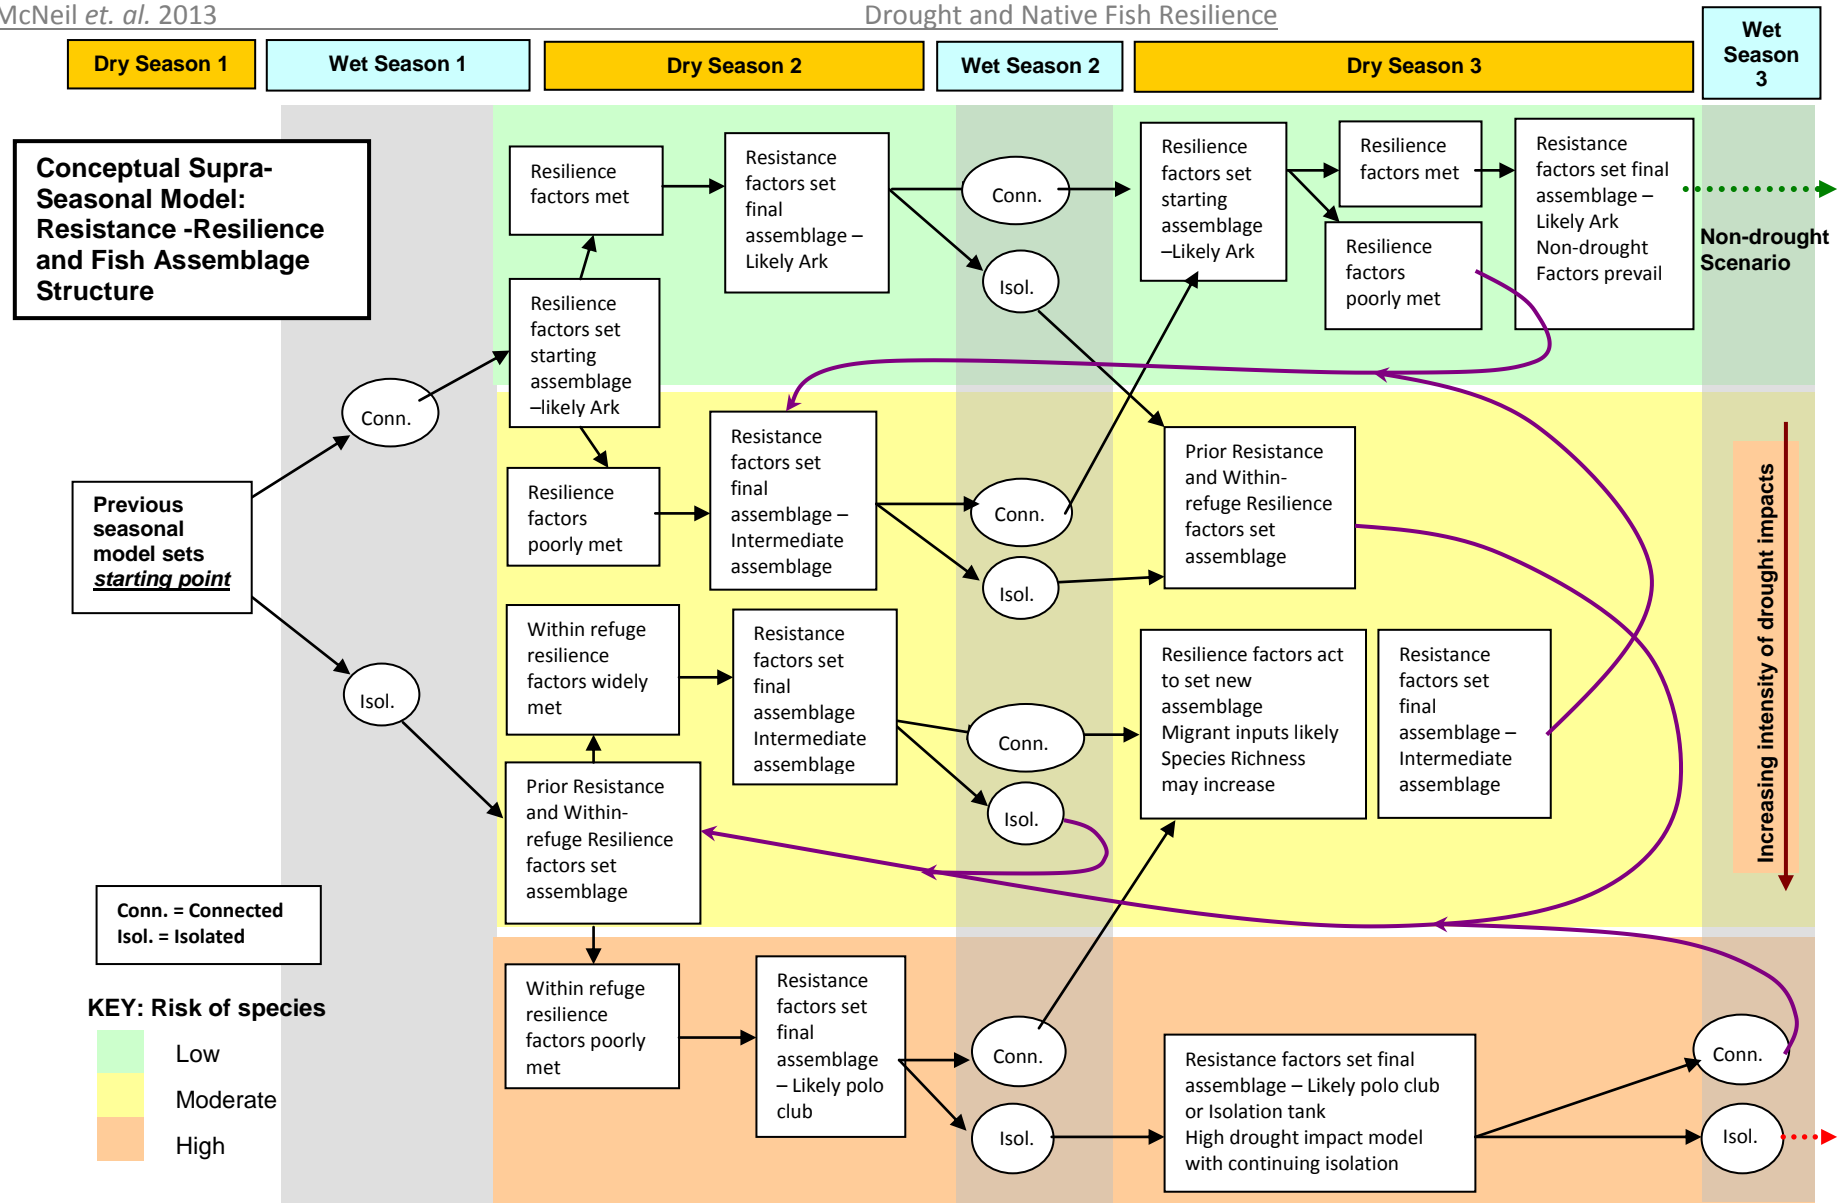 McNeil et. al. 2013
Drought and Native Fish Resilience
Dry Season 1
Wet Season 1
Dry Season 2
Wet Season 2
Dry Season 3
Wet
Season
3
Conceptual Supra-
Seasonal Model:
Resistance -Resilience
and Fish Assemblage
Structure
Previous
seasonal
model sets
starting point
Conn.
Isol.
Resilience
factors met
Resilience
factors set
starting
assemblage
–likely Ark
Resilience
factors
poorly met
Within refuge
resilience
factors widely
met
Prior Resistance
and Within-
refuge Resilience
factors set
assemblage
Within refuge
resilience
factors poorly
met
Resistance
factors set
final
assemblage –
Likely Ark
Resistance
factors set
final
assemblage –
Intermediate
assemblage
Resistance
factors set
final
assemblage
Intermediate
assemblage
Resistance
factors set
final
assemblage
– Likely polo
club
Conn.
Isol.
Conn.
Isol.
Conn.
Isol.
Conn.
Isol.
Resilience
factors set
starting
assemblage
–Likely Ark
Resilience
factors met
Resilience
factors
poorly met
Resistance
factors set final
assemblage –
Likely Ark
Non-drought
Factors prevail
Non-drought
Scenario
Prior Resistance
and Within-
refuge Resilience
factors set
assemblage
Resilience factors act
to set new
assemblage
Migrant inputs likely
Species Richness
may increase
Resistance
factors set
final
assemblage –
Intermediate
assemblage
Resistance factors set final
assemblage – Likely polo club
or Isolation tank
High drought impact model
with continuing isolation
Conn.
Isol.
Increasing intensity of drought impacts
Conn. = Connected
Isol. = Isolated
KEY: Risk of species
Low
Moderate
High